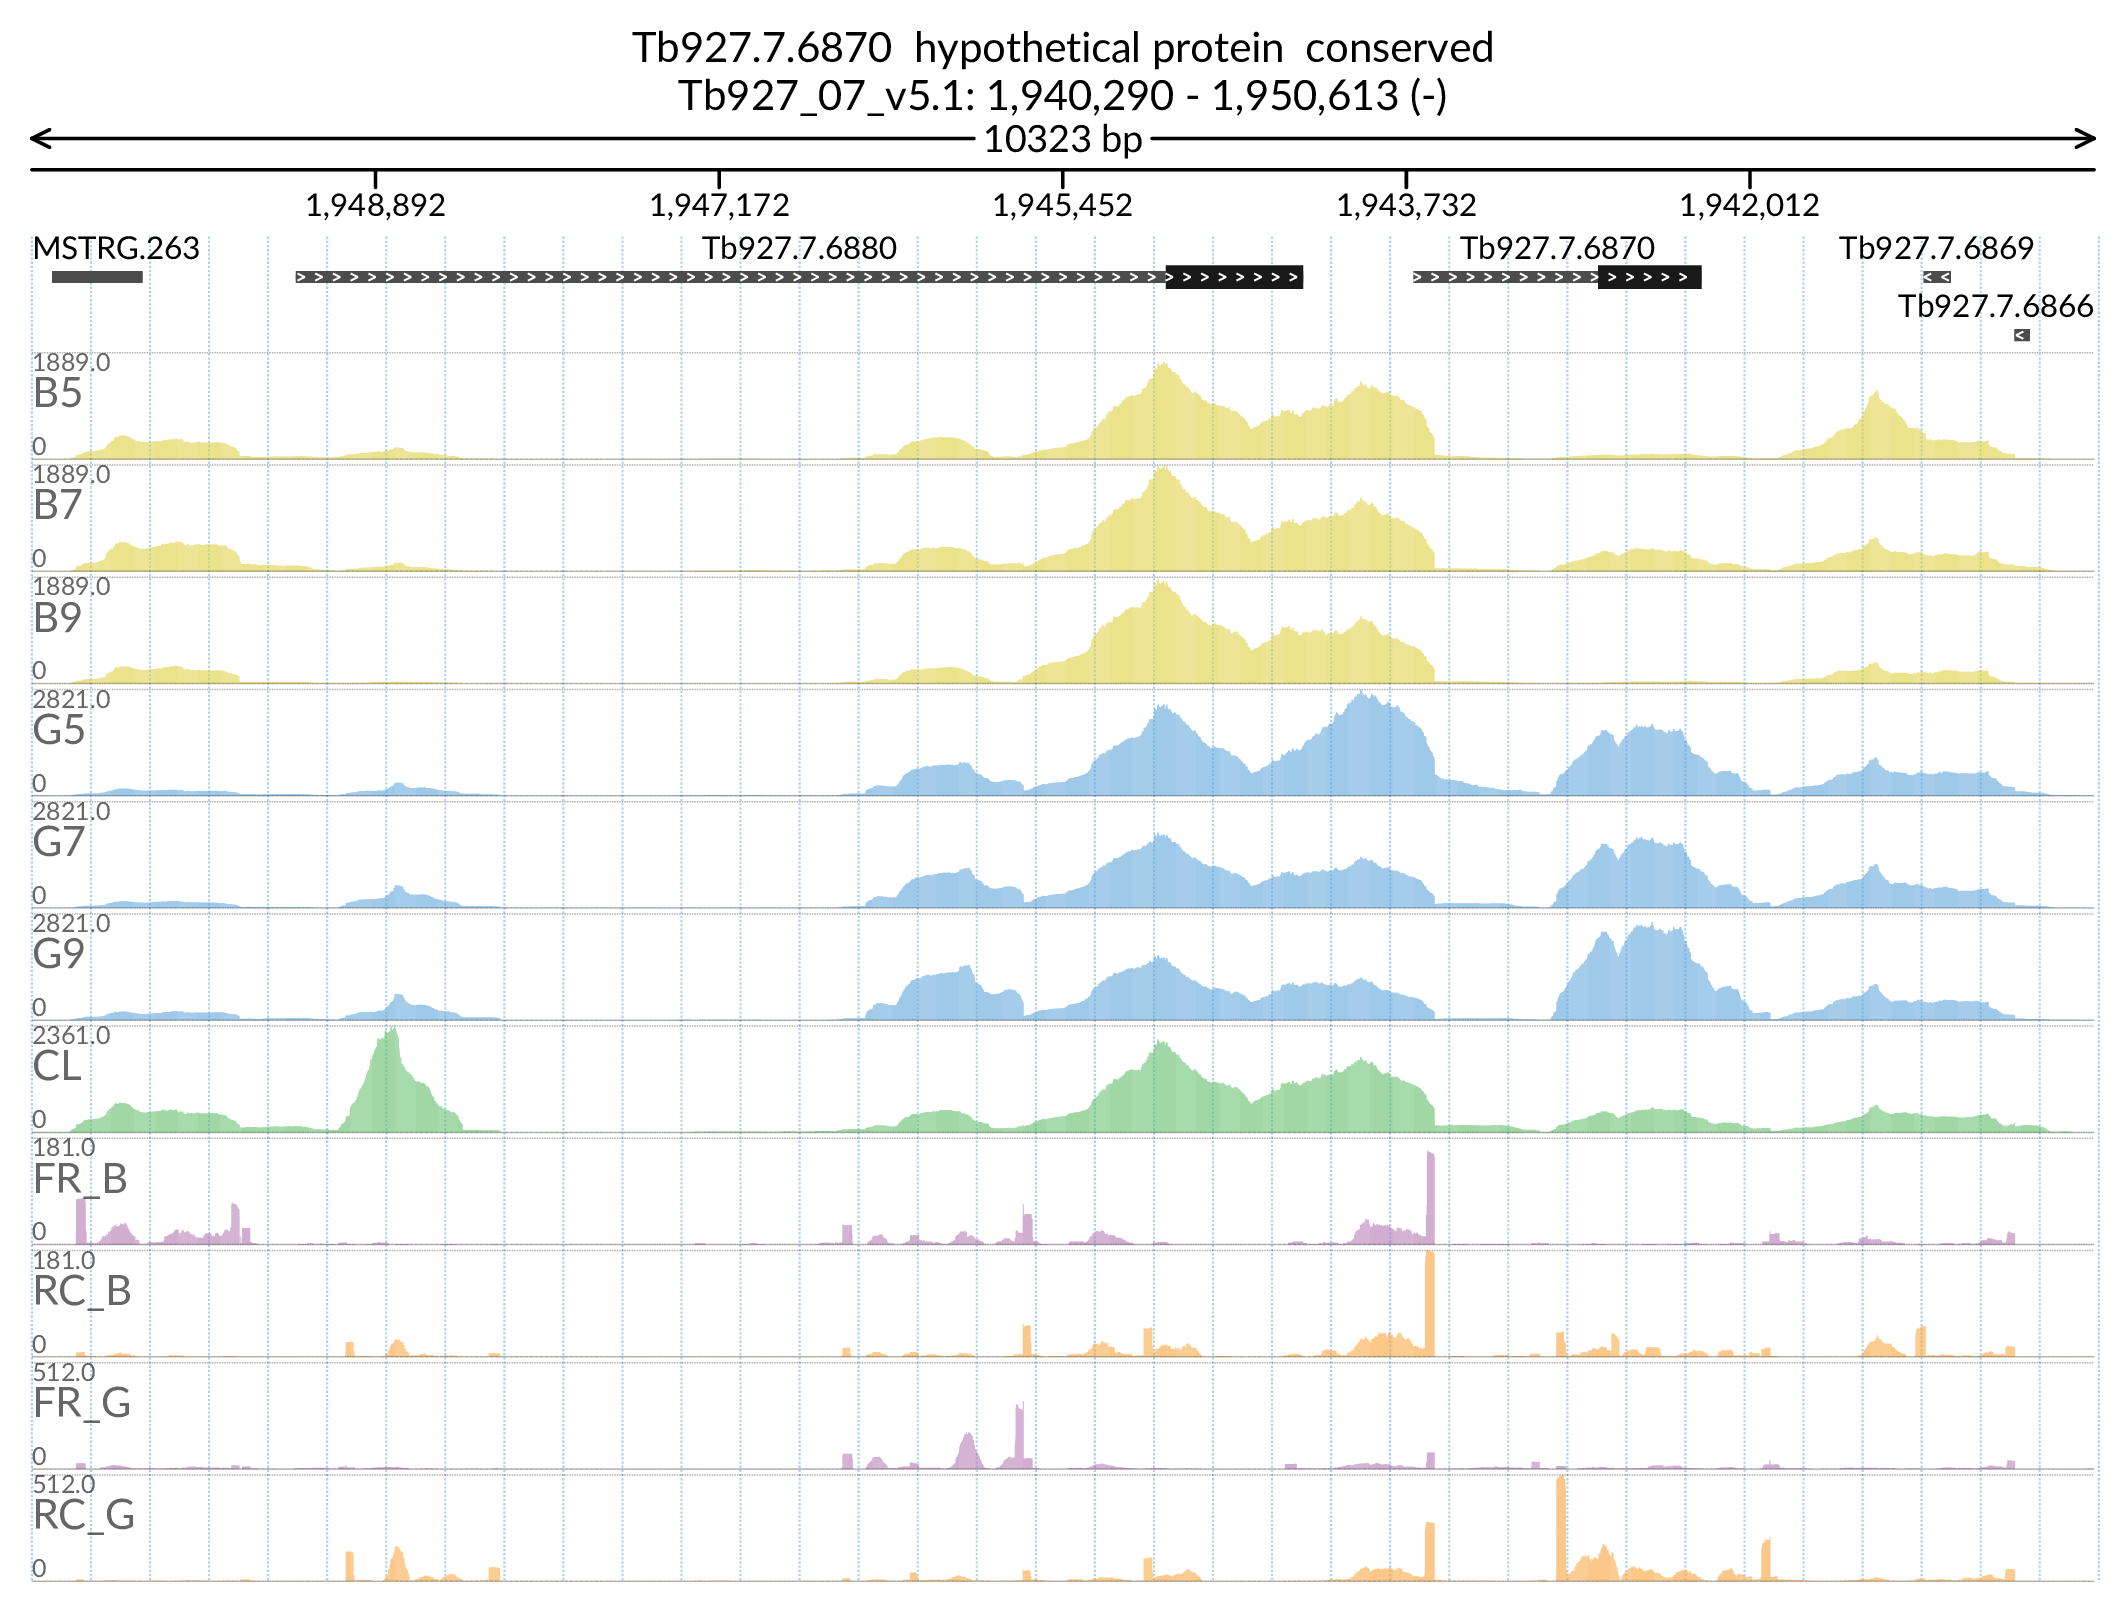 Tb927.7.6870 hypothetical protein conserved
Tb927_07_v5.1: 1,940,290 - 1,950,613 (-)
10323 bp
1,948,892 1,947,172 1,945,452 1,943,732 1,942,012
MSTRG.263 Tb927.7.6880 Tb927.7.6870 Tb927.7.6869
Tb927.7.6866
1889.0
B5
0
1889.0
B7
0
1889.0
B9
0
2821.0
G5
0
2821.0
G7
0
2821.0
G9
0
2361.0
CL
0
181.0
FR_B
0
181.0
RC_B
0
512.0
FR_G
0
512.0
RC_G
0